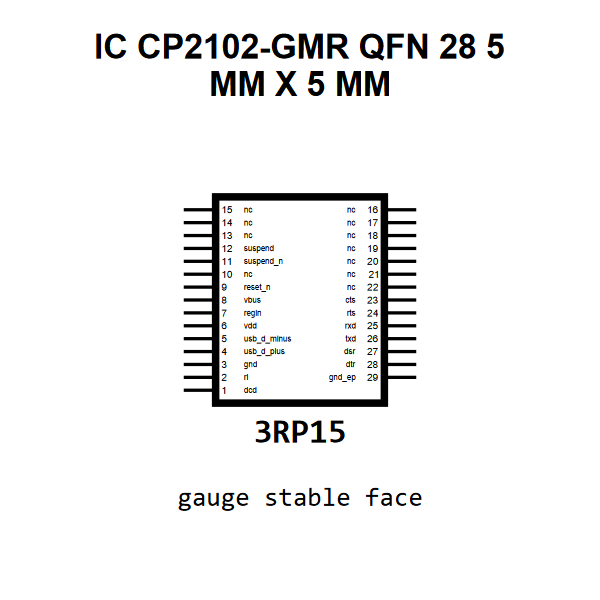 IC CP2102-GMR QFN 28 5
MM X 5 MM
15 nc nc 16
14 nc nc 17
13 nc nc 18
12 suspend nc 19
11 suspend_n nc 20
10 nc nc 21
9 reset_n nc 22
8 vbus cts 23
7 regin rts 24
6 vdd rxd 25
5 usb_d_minus txd 26
4 usb_d_plus dsr 27
3 gnd dtr 28
2 ri gnd_ep 29
1 dcd
3RP15
gauge stable face